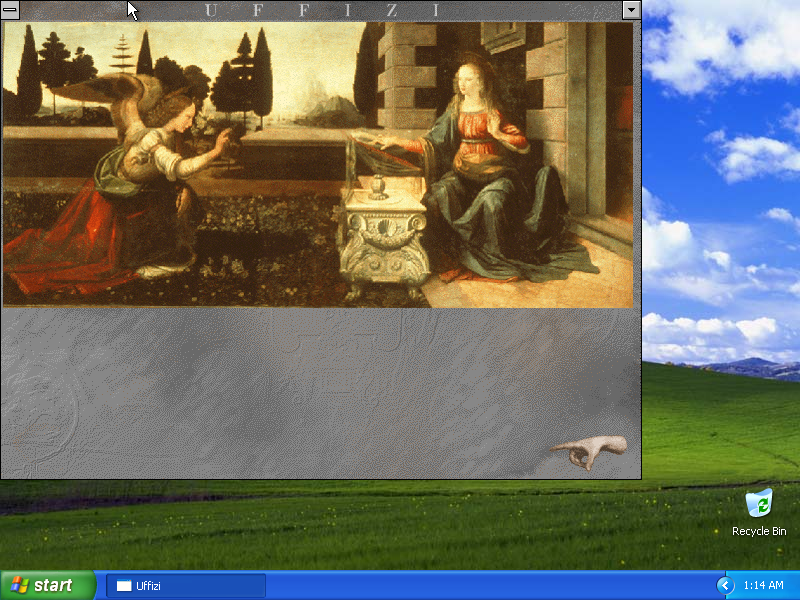 U F F I Z I
Recycle Bin
start
Uffizi
1:14 AM